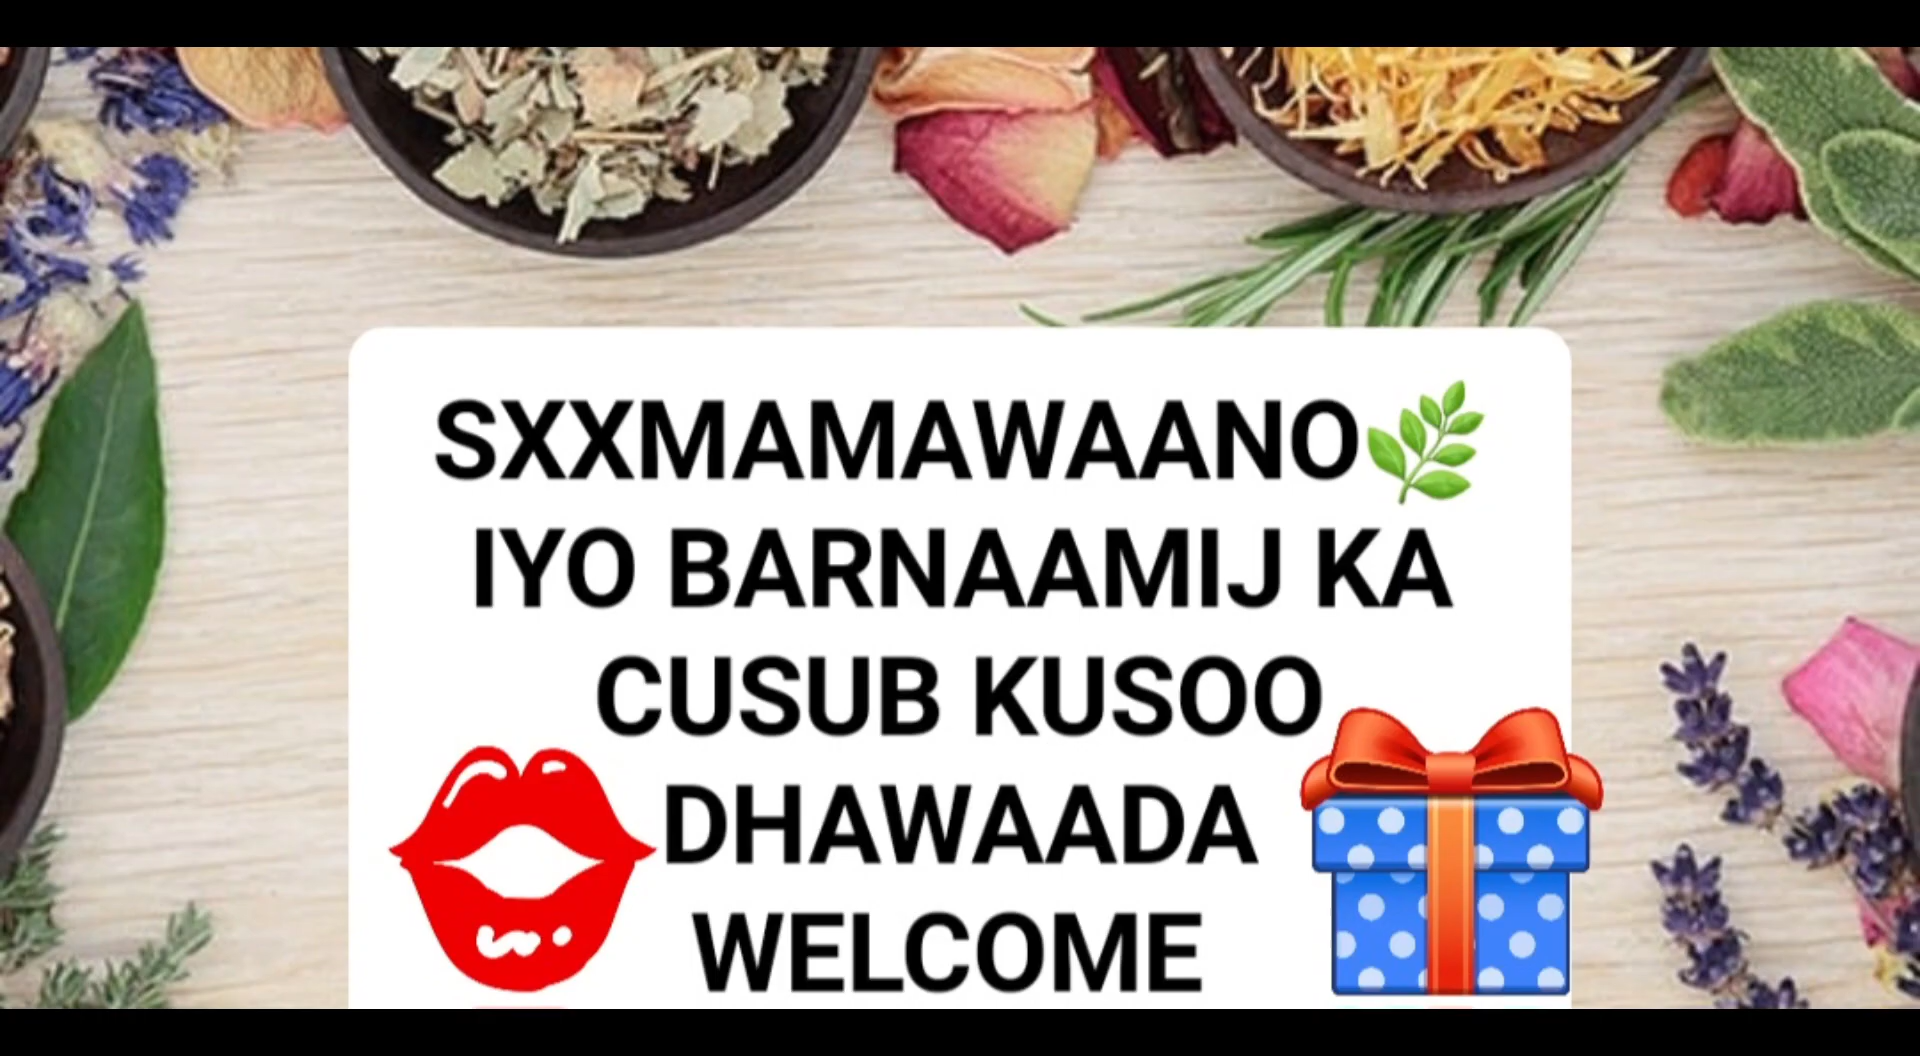 SXXMAMAWAANO🌿
IYO BARNAAMIJ KA
CUSUB KUSOO
DHAWAADA
WELCOME